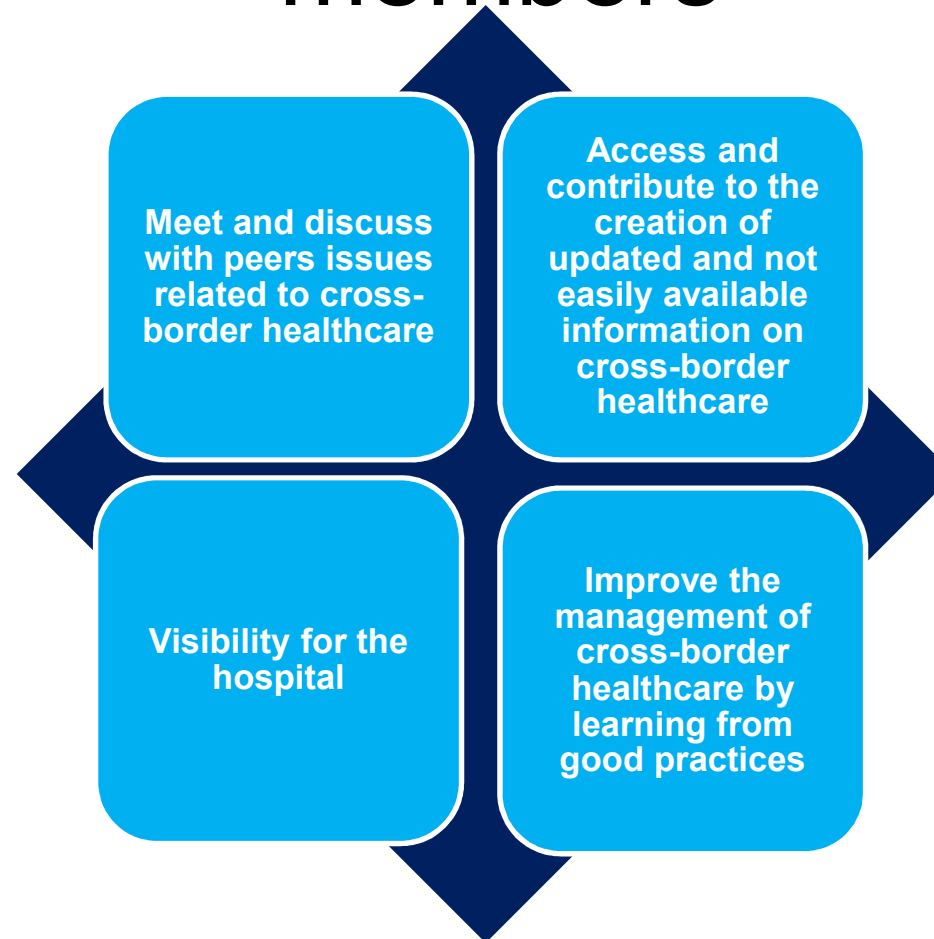 members
Meet and discuss
with peers issues
related to cross-
border healthcare
Access and
contribute to the
creation of
updated and not
easily available
information on
cross-border
healthcare
Visibility for the
hospital
Improve the
management of
cross-border
healthcare by
learning from
good practices